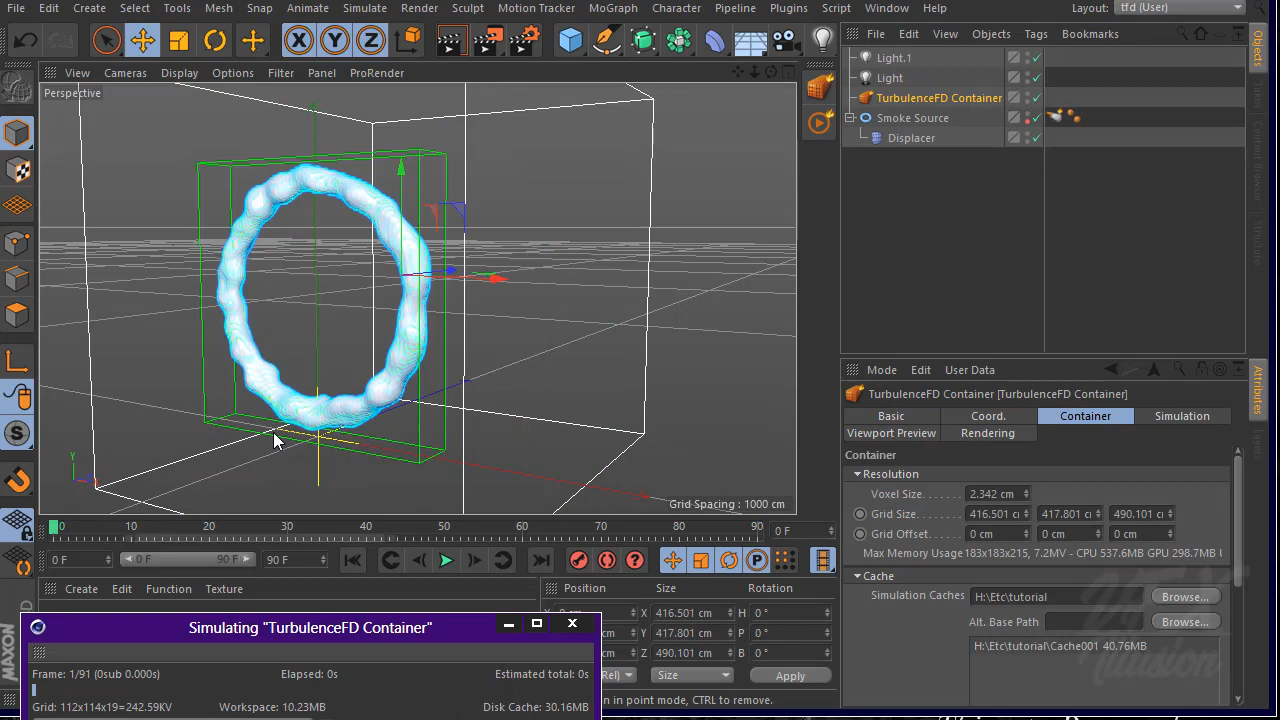 File Edit Create Select Tools Mesh Snap Animate Simulate Render Sculpt Motion Tracker MoGraph Character Pipeline Plugins Script Window Help Layout: tfd (User)
File Edit View Objects Tags Bookmarks
View Cameras Display Options Filter Panel ProRender
Perspective
Light.1
Light
TurbulenceFD Container
Smoke Source
Displacer
Objects
Takes
Content Browser
Structure
X Y Z
S
Y
Grid Spacing : 1000 cm
Mode Edit User Data
TurbulenceFD Container [TurbulenceFD Container]
Basic Coord. Container Simulation
Viewport Preview Rendering
Attributes
Layers
Container
Resolution
Voxel Size 2.342 cm
Grid Size 416.501 cm 417.801 cm 490.101 cm
Grid Offset 0 cm 0 cm 0 cm
Max Memory Usage 183x183x215, 7.2MV - CPU 537.6MB GPU 298.7MB
Cache
Simulation Caches H:\Etc\tutorial Browse...
Alt. Base Path Browse...
H:\Etc\tutorial\Cache001 40.76MB
0 10 20 30 40 50 60 70 80 90 0 F
0 F 0 F 90 F 90 F
Create Edit Function Texture
Position Size Rotation
X 416.501 cm H 0 °
Y 417.801 cm P 0 °
Z 490.101 cm B 0 °
Size Apply
in point mode, CTRL to remove.
MAXON
Simulating "TurbulenceFD Container"
Frame: 1/91 (0sub 0.000s) Elapsed: 0s Estimated total: 0s
Grid: 112x114x19=242.59KV Workspace: 10.23MB Disk Cache: 30.16MB